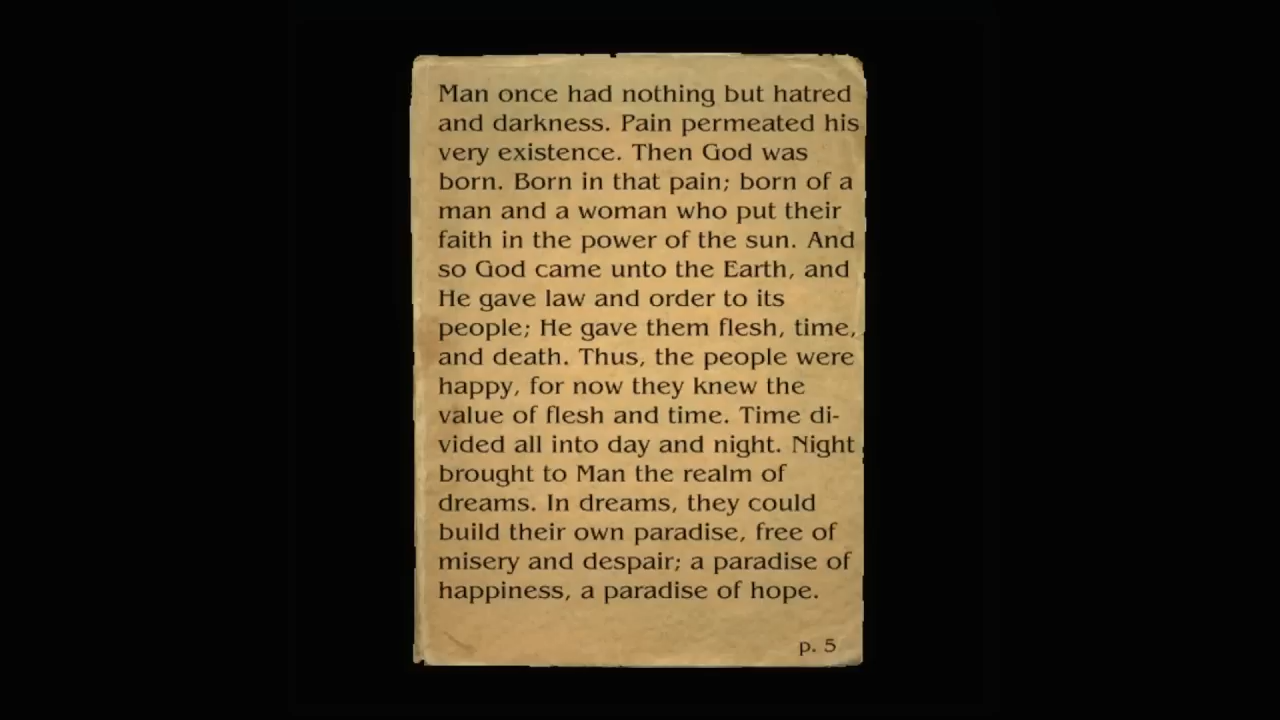 Man once had nothing but hatred
and darkness. Pain permeated his
very existence. Then God was
born. Born in that pain; born of a
man and a woman who put their
faith in the power of the sun. And
so God came unto the Earth, and
He gave law and order to its
people; He gave them flesh, time,
and death. Thus, the people were
happy, for now they knew the
value of flesh and time. Time di-
vided all into day and night. Night
brought to Man the realm of
dreams. In dreams, they could
build their own paradise, free of
misery and despair; a paradise of
happiness, a paradise of hope.
p. 5